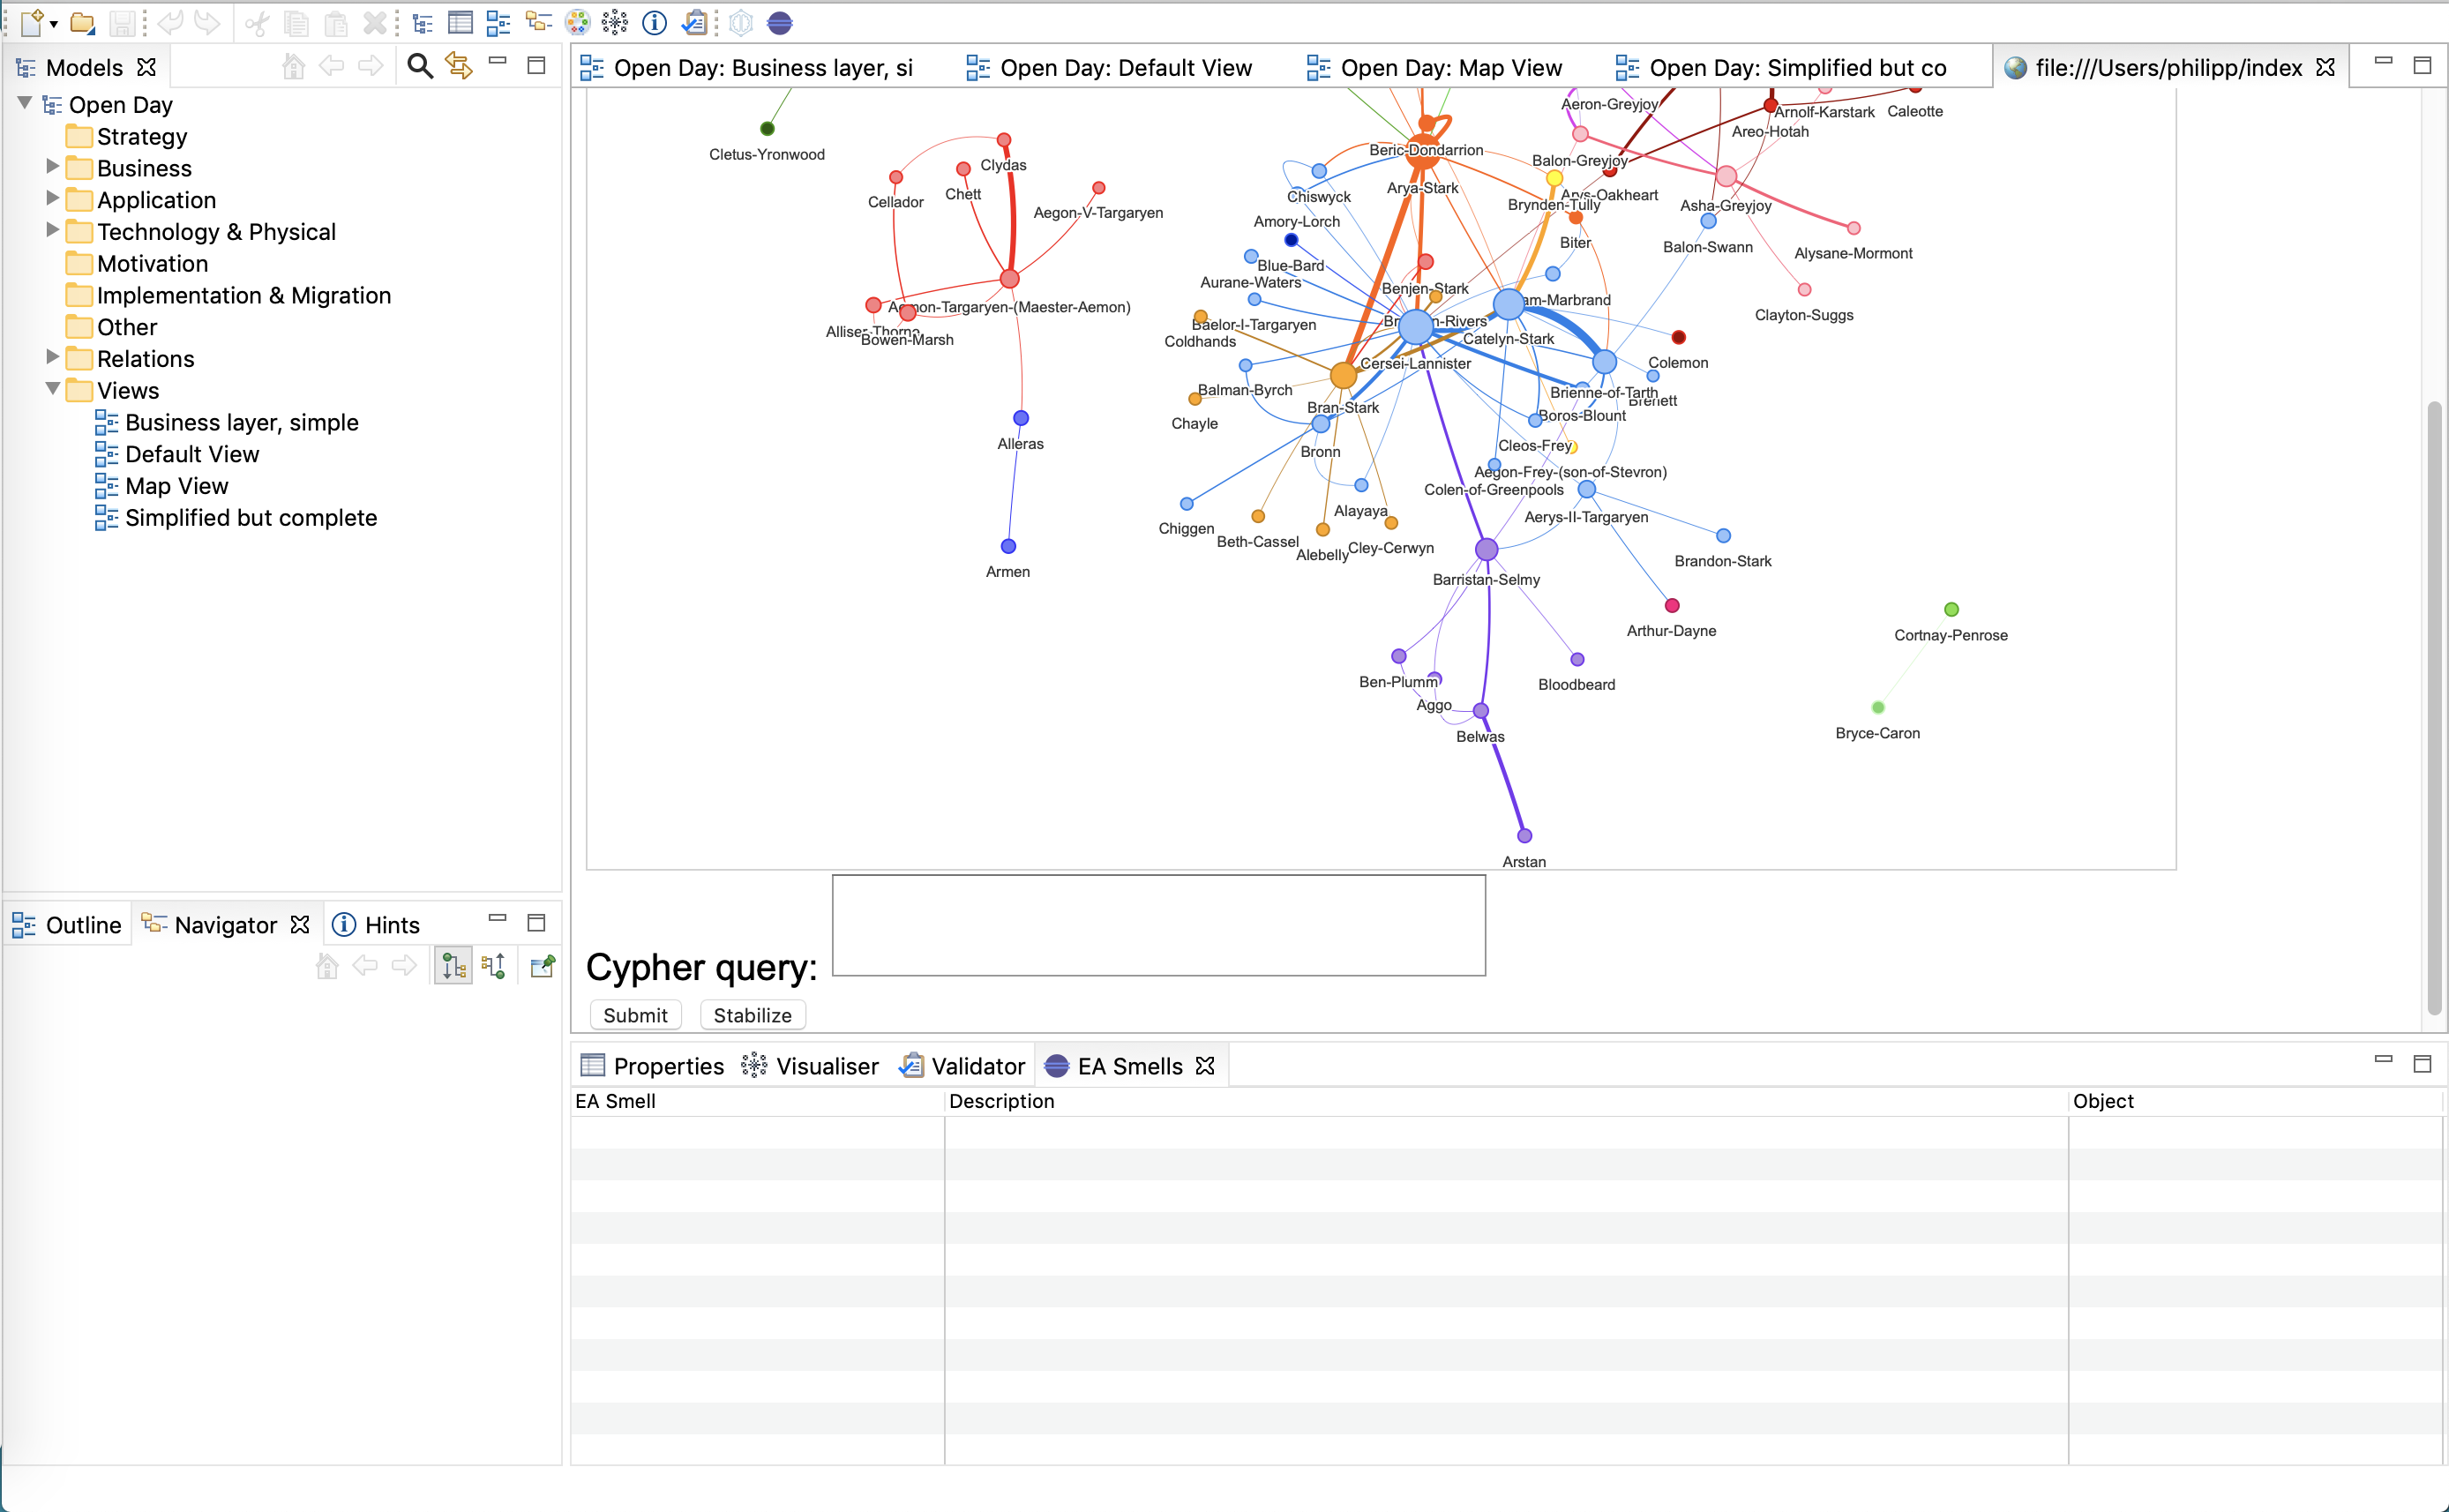 Models
Open Day
Strategy
Business
Application
Technology & Physical
Motivation
Implementation & Migration
Other
Relations
Views
Business layer, simple
Default View
Map View
Simplified but complete
Outline
Navigator
Hints
Open Day: Business layer, si
Open Day: Default View
Open Day: Map View
Open Day: Simplified but co
file:///Users/philipp/index
Cletus-Yronwood
Clydas
Chett
Cellador
Aegon-V-Targaryen
Aemon-Targaryen-(Maester-Aemon)
Alliser-Thorne
Bowen-Marsh
Alleras
Armen
Aeron-Greyjoy
Arnolf-Karstark
Caleotte
Areo-Hotah
Beric-Dondarrion
Balon-Greyjoy
Arya-Stark
Arys-Oakheart
Chiswyck
Brynden-Tully
Asha-Greyjoy
Amory-Lorch
Biter
Balon-Swann
Alysane-Mormont
Blue-Bard
Aurane-Waters
Benjen-Stark
am-Marbrand
Clayton-Suggs
Baelor-I-Targaryen
Br n-Rivers
Coldhands
Catelyn-Stark
Cersei-Lannister
Colemon
Balman-Byrch
Brienne-of-Tarth
Bran-Stark
Boros-Blount
Chayle
Bronn
Cleos-Frey
Aegon-Frey-(son-of-Stevron)
Colen-of-Greenpools
Alayaya
Aerys-II-Targaryen
Chiggen
Beth-Cassel
Alebelly
Cley-Cerwyn
Brandon-Stark
Barristan-Selmy
Arthur-Dayne
Cortnay-Penrose
Ben-Plumm
Bloodbeard
Aggo
Bryce-Caron
Belwas
Arstan
Cypher query:
Submit
Stabilize
Properties
Visualiser
Validator
EA Smells
EA Smell
Description
Object